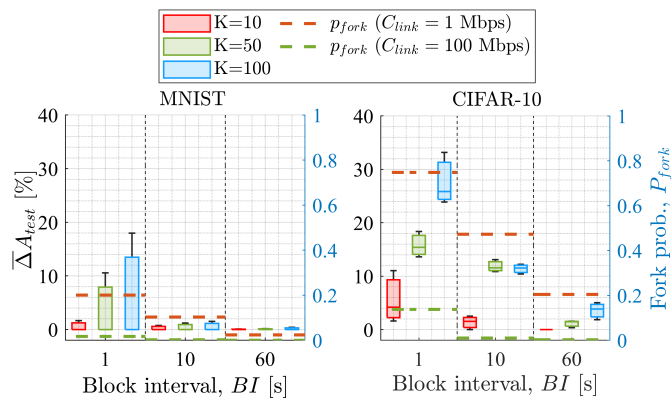 K=10
K=50
K=100
p_fork (C_link = 1 Mbps)
p_fork (C_link = 100 Mbps)
MNIST
CIFAR-10
40
30
20
10
0
1
0.8
0.6
0.4
0.2
0
40
30
20
10
0
1
0.8
0.6
0.4
0.2
0
Δ̅A_test [%]
Fork prob., P_fork
1 10 60
1 10 60
Block interval, BI [s]
Block interval, BI [s]